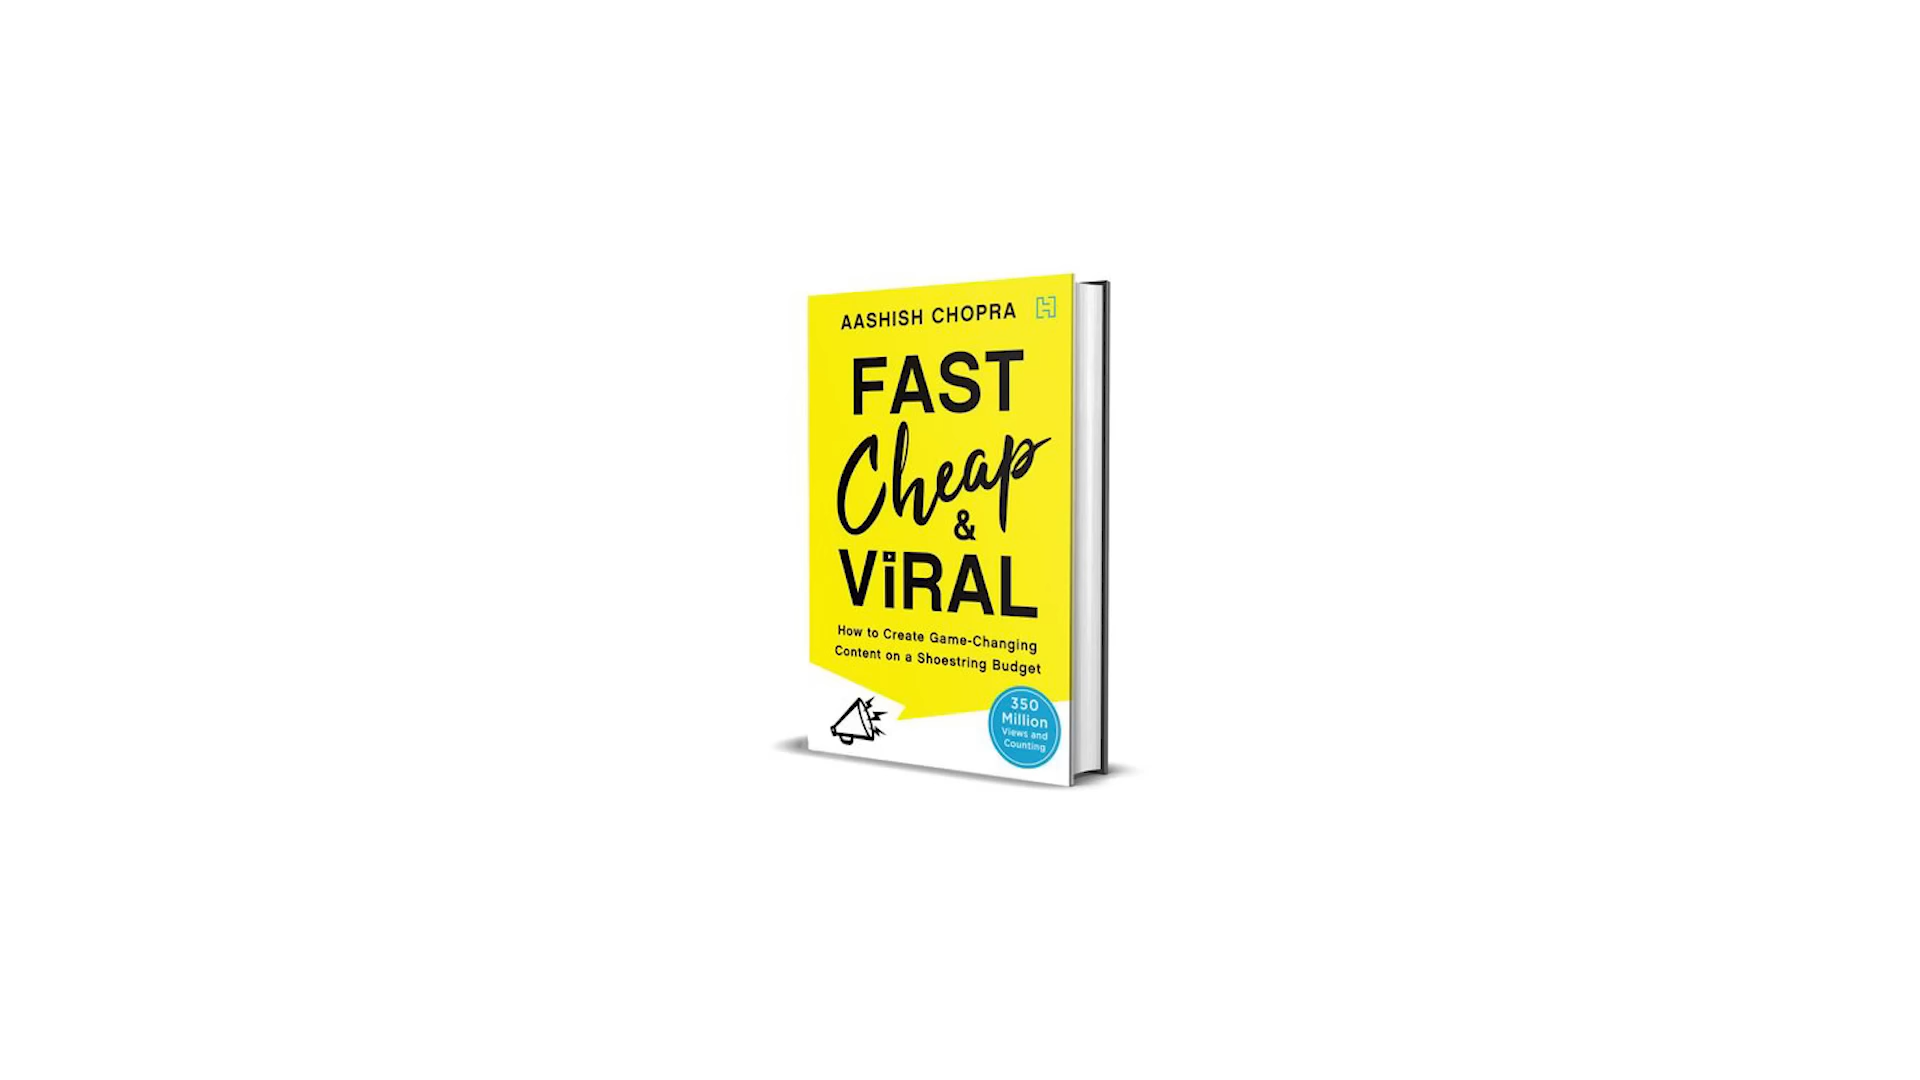 AASHISH CHOPRA
FAST
Cheap
&
ViRAL
How to Create Game-Changing
Content on a Shoestring Budget
350
Million
Views and
Counting